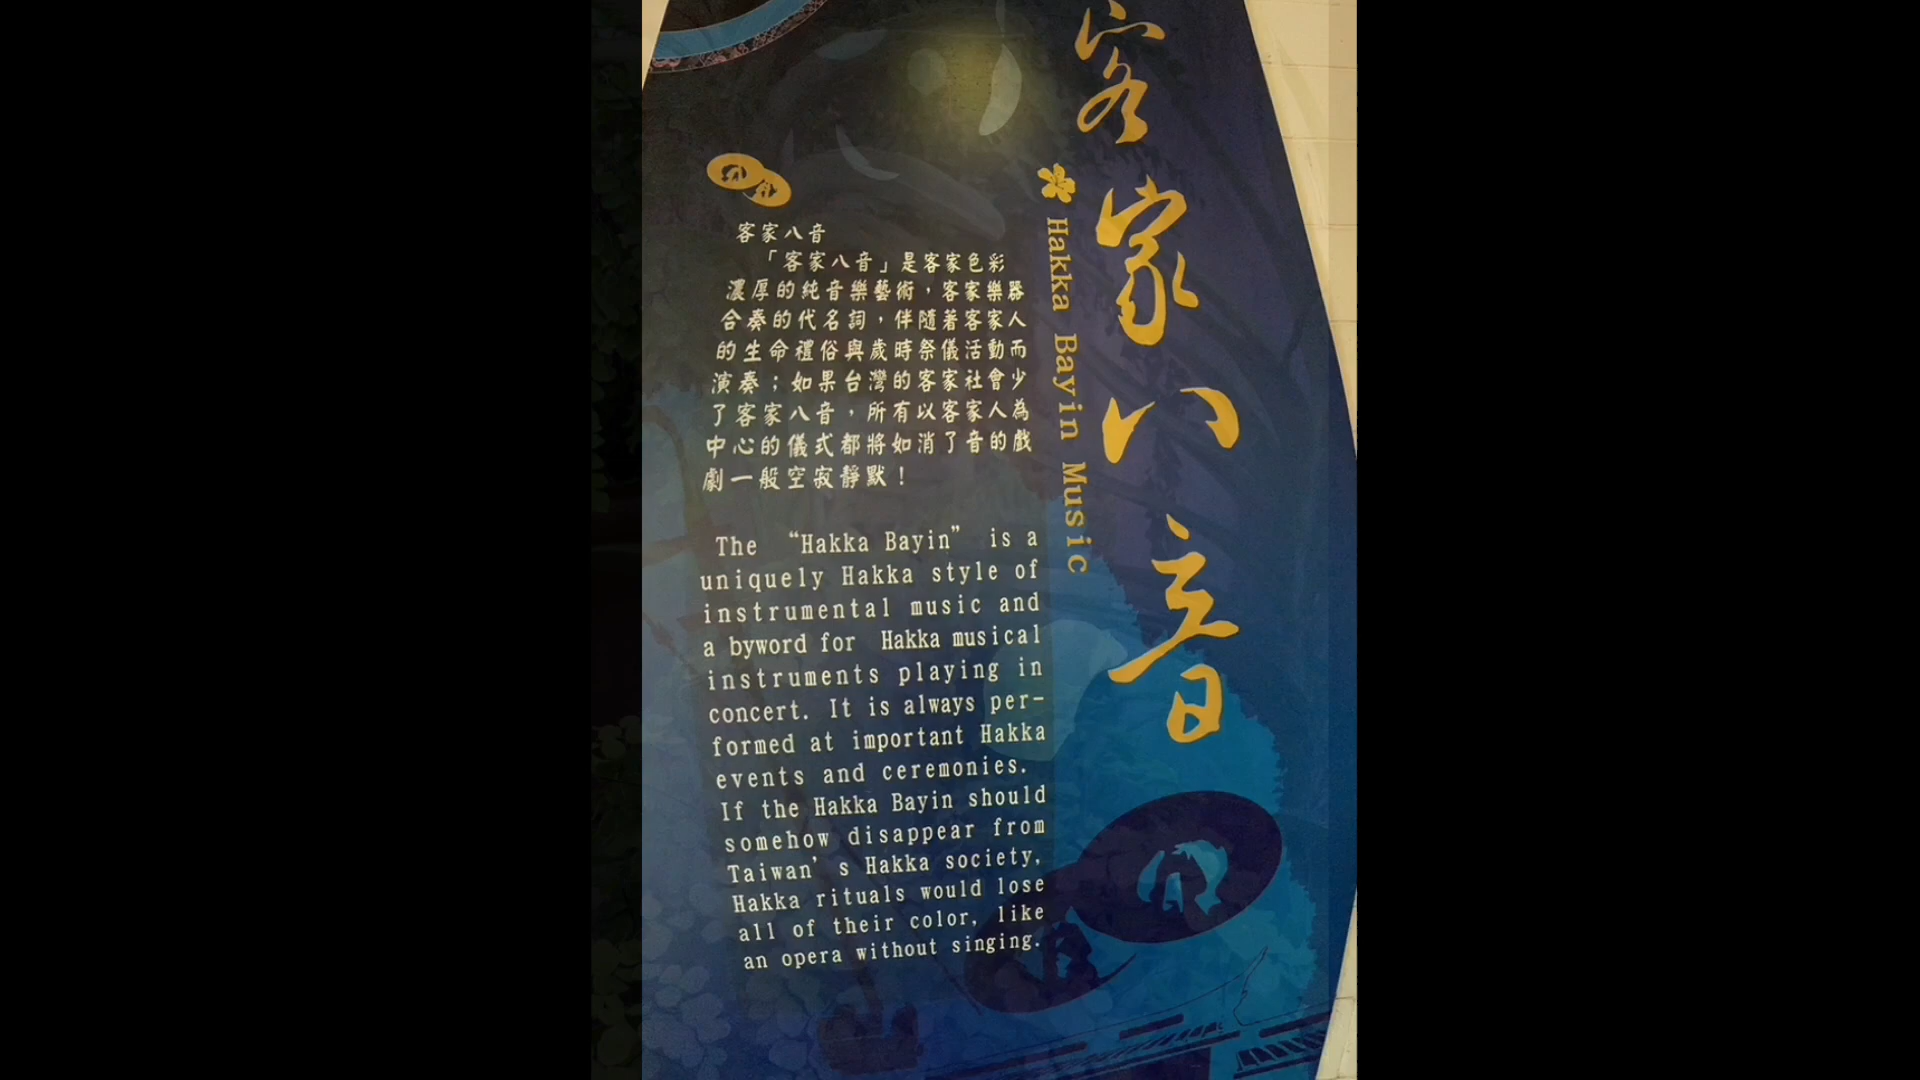 客家八音
Hakka Bayin Music
客家八音
「客家八音」是客家色彩
濃厚的純音樂藝術，客家樂器
合奏的代名詞，伴隨著客家人
的生命禮俗與歲時祭儀活動而
演奏；如果台灣的客家社會少
了客家八音，所有以客家人為
中心的儀式都將如消了音的戲
劇一般空寂靜默！
The “Hakka Bayin” is a
uniquely Hakka style of
instrumental music and
a byword for Hakka musical
instruments playing in
concert. It is always per-
formed at important Hakka
events and ceremonies.
If the Hakka Bayin should
somehow disappear from
Taiwan’s Hakka society,
Hakka rituals would lose
all of their color, like
an opera without singing.